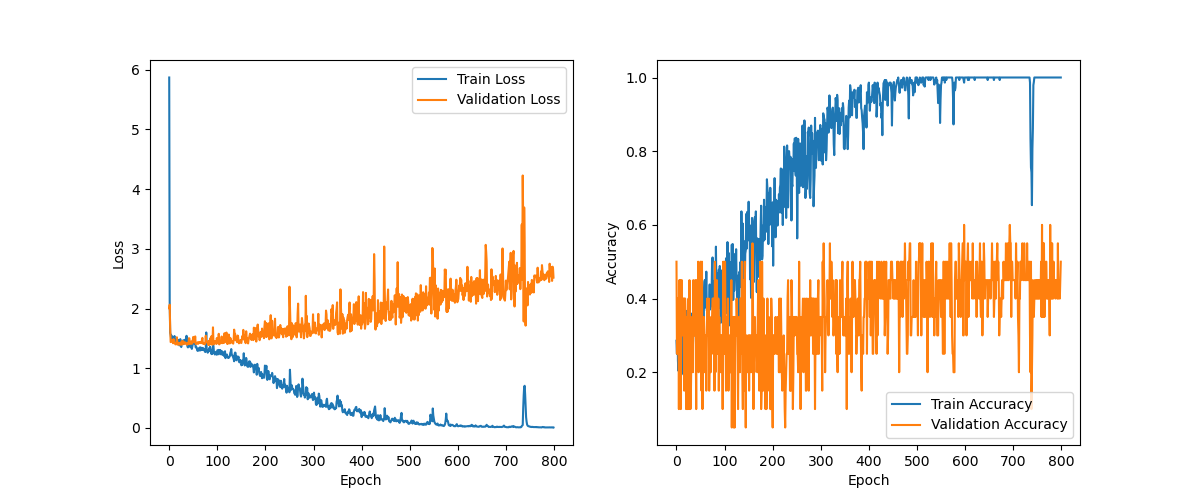 6
5
4
3
2
1
0
Loss
0 100 200 300 400 500 600 700 800
Epoch
Train Loss
Validation Loss
1.0
0.8
0.6
0.4
0.2
Accuracy
0 100 200 300 400 500 600 700 800
Epoch
Train Accuracy
Validation Accuracy